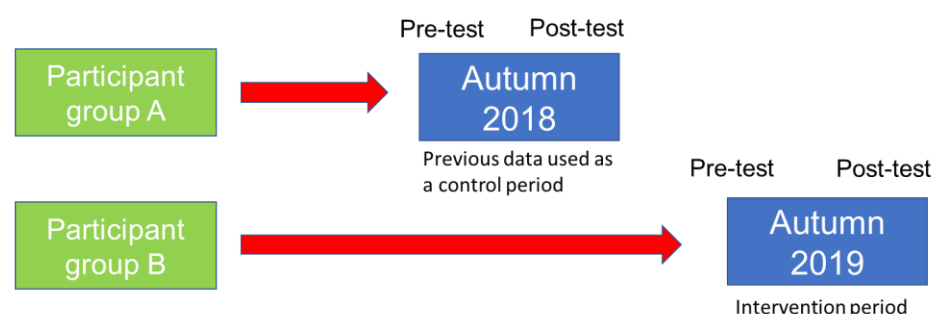 Pre-test Post-test
Participant
group A
Autumn
2018
Previous data used as
a control period
Pre-test Post-test
Participant
group B
Autumn
2019
Intervention period